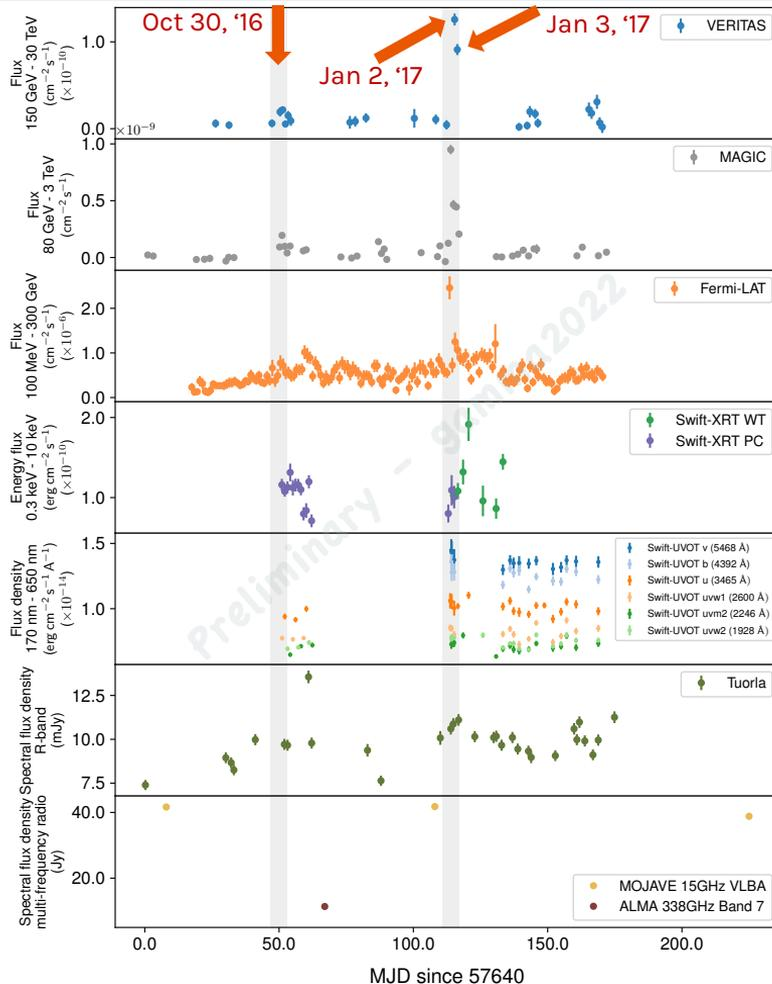 Oct 30, ‘16
Jan 3, ‘17
Jan 2, ‘17
Flux
150 GeV - 30 TeV
(cm⁻² s⁻¹)
(×10⁻¹⁰)
1.0
0.0
VERITAS
×10⁻⁹
Flux
80 GeV - 3 TeV
(cm⁻² s⁻¹)
1.0
0.5
0.0
MAGIC
Flux
100 MeV - 300 GeV
(cm⁻² s⁻¹)
(×10⁻⁶)
2.0
1.0
0.0
Fermi-LAT
Energy flux
0.3 keV - 10 keV
(erg cm⁻² s⁻¹)
(×10⁻¹⁰)
2.0
1.0
Swift-XRT WT
Swift-XRT PC
Flux density
170 nm - 650 nm
(erg cm⁻² s⁻¹ A⁻¹)
(×10⁻¹⁴)
1.5
1.0
Swift-UVOT v (5468 Å)
Swift-UVOT b (4392 Å)
Swift-UVOT u (3465 Å)
Swift-UVOT uvw1 (2600 Å)
Swift-UVOT uvm2 (2246 Å)
Swift-UVOT uvw2 (1928 Å)
Spectral flux density
R-band
(mJy)
12.5
10.0
7.5
Tuorla
Spectral flux density
multi-frequency radio
(Jy)
40.0
20.0
MOJAVE 15GHz VLBA
ALMA 338GHz Band 7
0.0 50.0 100.0 150.0 200.0
MJD since 57640
Preliminary – gamma2022